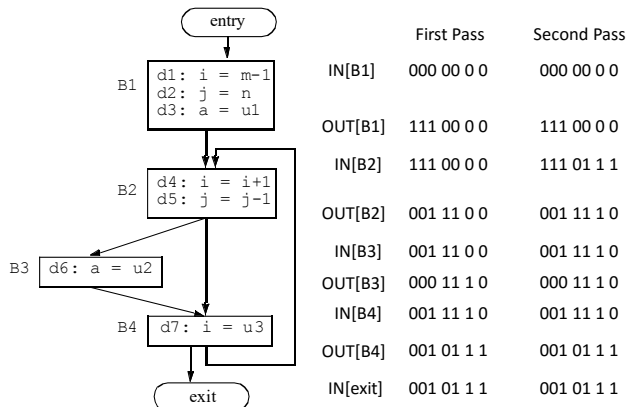 entry
B1
d1: i = m-1
d2: j = n
d3: a = u1
B2
d4: i = i+1
d5: j = j-1
B3
d6: a = u2
B4
d7: i = u3
exit
First Pass Second Pass
IN[B1] 000 00 0 0 000 00 0 0
OUT[B1] 111 00 0 0 111 00 0 0
IN[B2] 111 00 0 0 111 01 1 1
OUT[B2] 001 11 0 0 001 11 1 0
IN[B3] 001 11 0 0 001 11 1 0
OUT[B3] 000 11 1 0 000 11 1 0
IN[B4] 001 11 1 0 001 11 1 0
OUT[B4] 001 01 1 1 001 01 1 1
IN[exit] 001 01 1 1 001 01 1 1